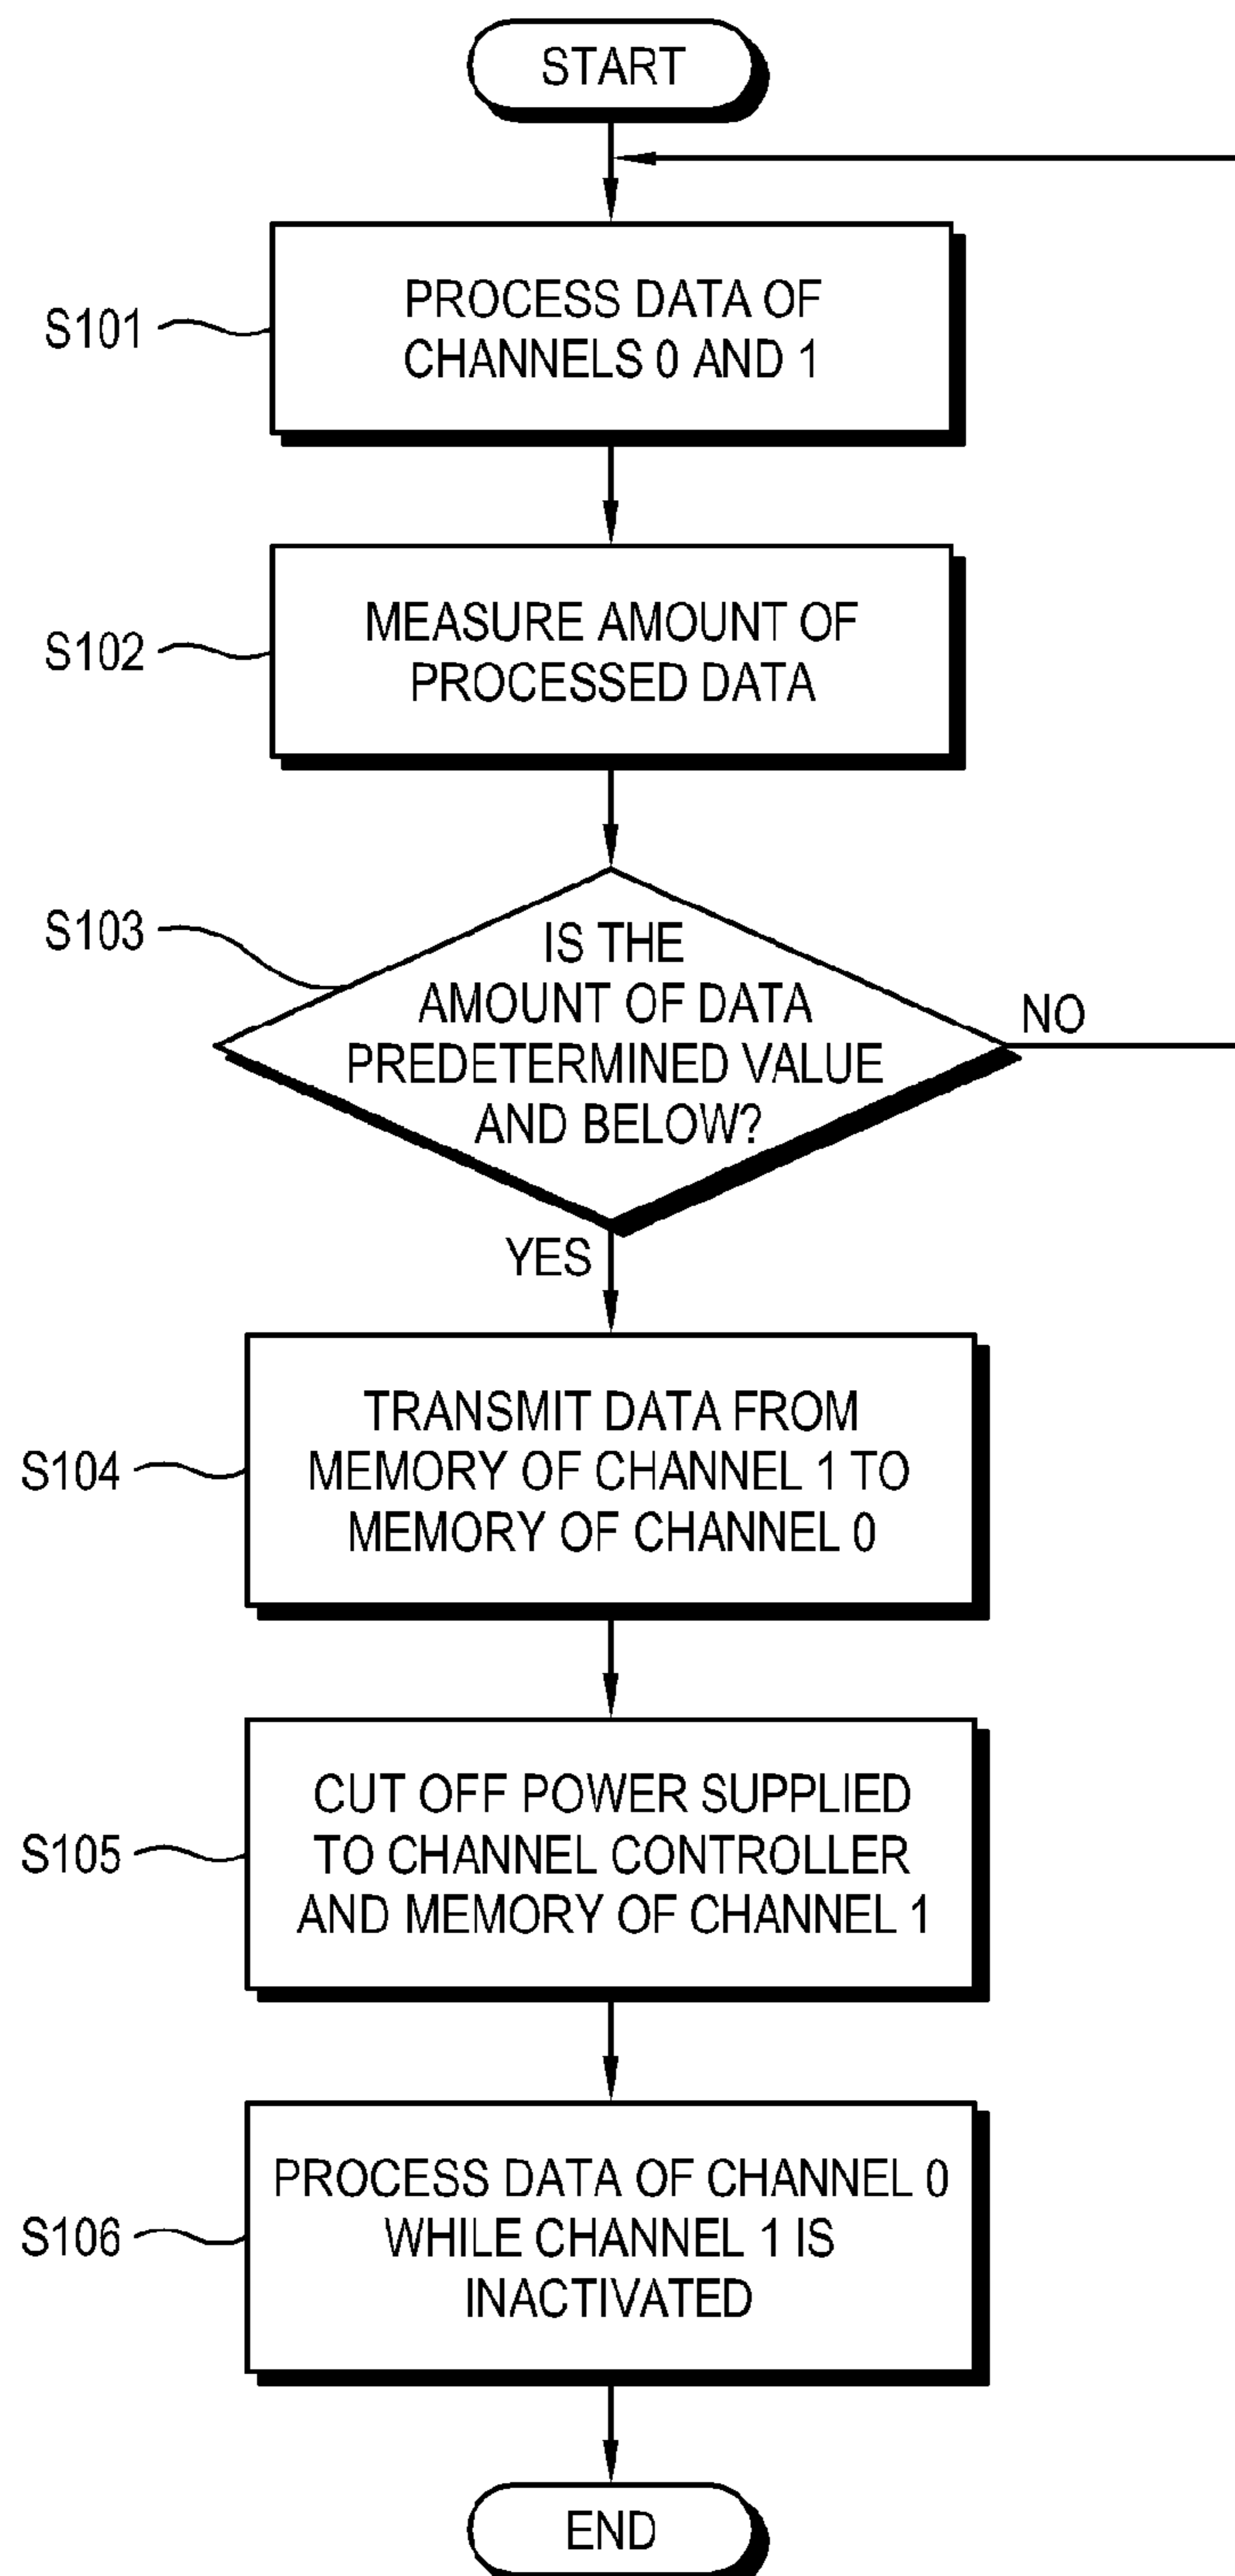 START
S101
PROCESS DATA OF
CHANNELS 0 AND 1
S102
MEASURE AMOUNT OF
PROCESSED DATA
S103
IS THE
AMOUNT OF DATA
PREDETERMINED VALUE
AND BELOW?
NO
YES
S104
TRANSMIT DATA FROM
MEMORY OF CHANNEL 1 TO
MEMORY OF CHANNEL 0
S105
CUT OFF POWER SUPPLIED
TO CHANNEL CONTROLLER
AND MEMORY OF CHANNEL 1
S106
PROCESS DATA OF CHANNEL 0
WHILE CHANNEL 1 IS
INACTIVATED
END